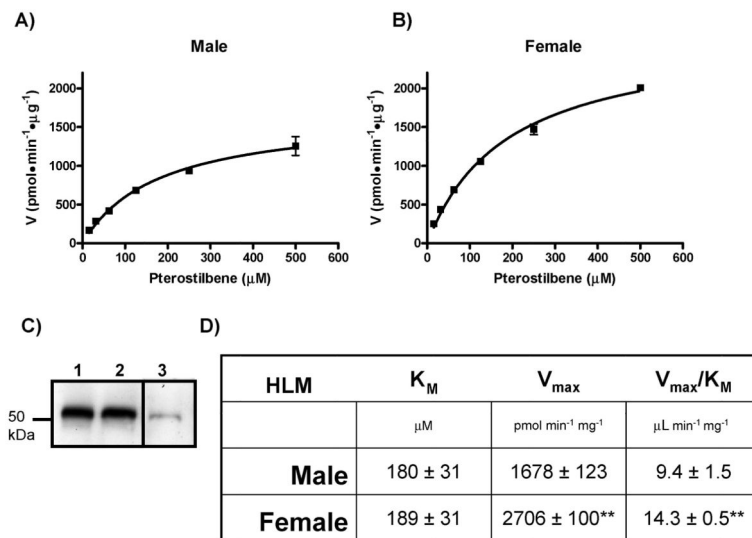 A)
Male
V (pmol•min⁻¹•μg⁻¹)
2000
1500
1000
500
0
0 100 200 300 400 500 600
Pterostilbene (μM)
B)
Female
V (pmol•min⁻¹•μg⁻¹)
2000
1500
1000
500
0
0 100 200 300 400 500 600
Pterostilbene (μM)
C)
1 2 3
50
kDa
D)
HLM K_M V_max V_max/K_M
μM pmol min⁻¹ mg⁻¹ μL min⁻¹ mg⁻¹
Male 180 ± 31 1678 ± 123 9.4 ± 1.5
Female 189 ± 31 2706 ± 100** 14.3 ± 0.5**